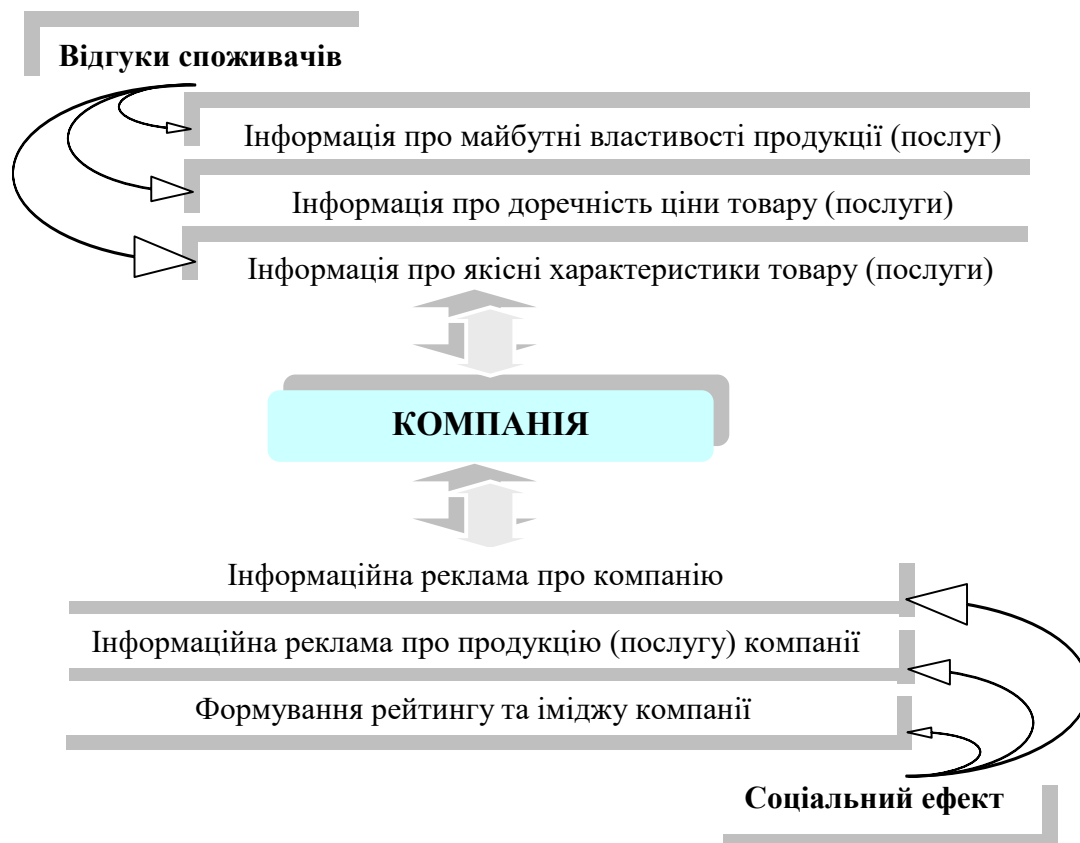 Відгуки споживачів
Інформація про майбутні властивості продукції (послуг)
Інформація про доречність ціни товару (послуги)
Інформація про якісні характеристики товару (послуги)
КОМПАНІЯ
Інформаційна реклама про компанію
Інформаційна реклама про продукцію (послугу) компанії
Формування рейтингу та іміджу компанії
Соціальний ефект